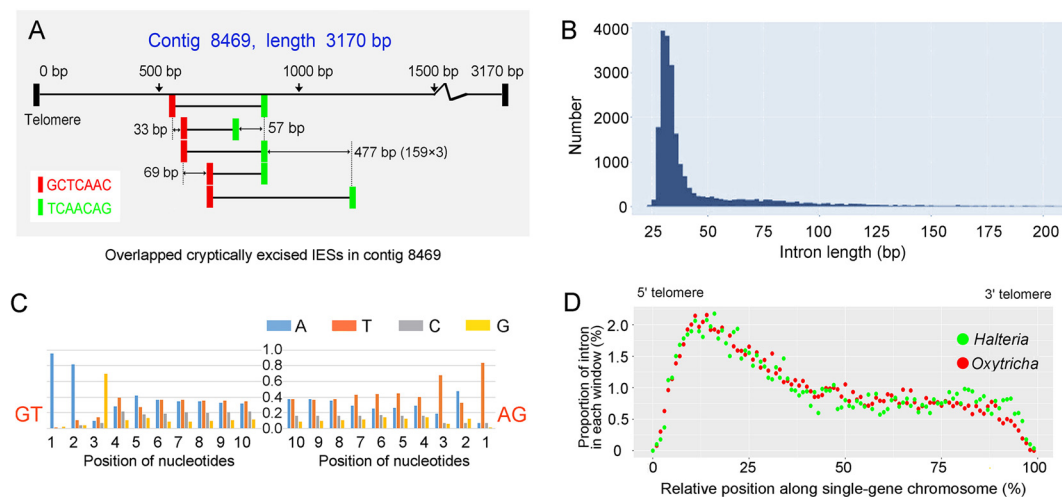 A
Contig 8469, length 3170 bp
0 bp
500 bp
1000 bp
1500 bp
3170 bp
Telomere
33 bp
57 bp
477 bp (159×3)
69 bp
GCTCAAC
TCAACAG
Overlapped cryptically excised IESs in contig 8469
B
Number
4000
3000
2000
1000
0
25 50 75 100 125 150 175 200
Intron length (bp)
C
A T C G
1.0
0.8
0.6
0.4
0.2
0.0
GT
AG
1 2 3 4 5 6 7 8 9 10
10 9 8 7 6 5 4 3 2 1
Position of nucleotides
Position of nucleotides
D
5' telomere
3' telomere
Proportion of intron
in each window (%)
2.0
1.5
1.0
0.5
0
Halteria
Oxytricha
0 25 50 75 100
Relative position along single-gene chromosome (%)